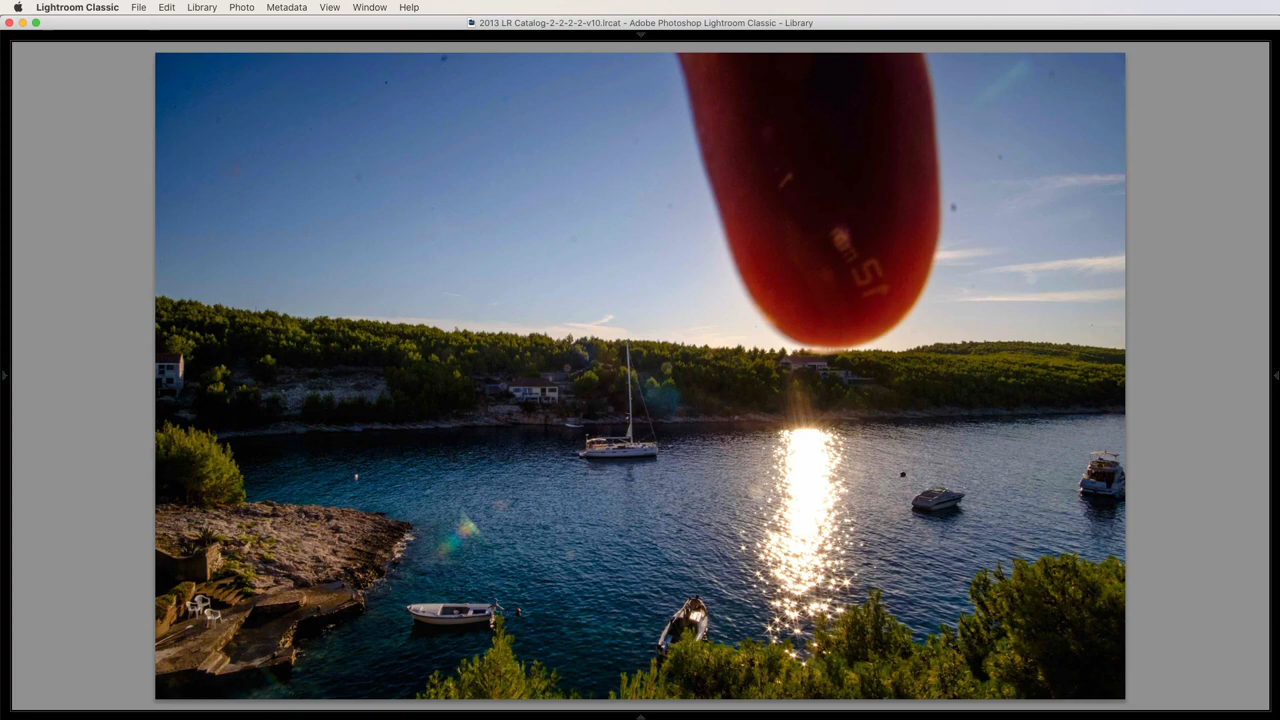 Lightroom Classic File Edit Library Photo Metadata View Window Help
2013 LR Catalog-2-2-2-2-v10.lrcat - Adobe Photoshop Lightroom Classic - Library